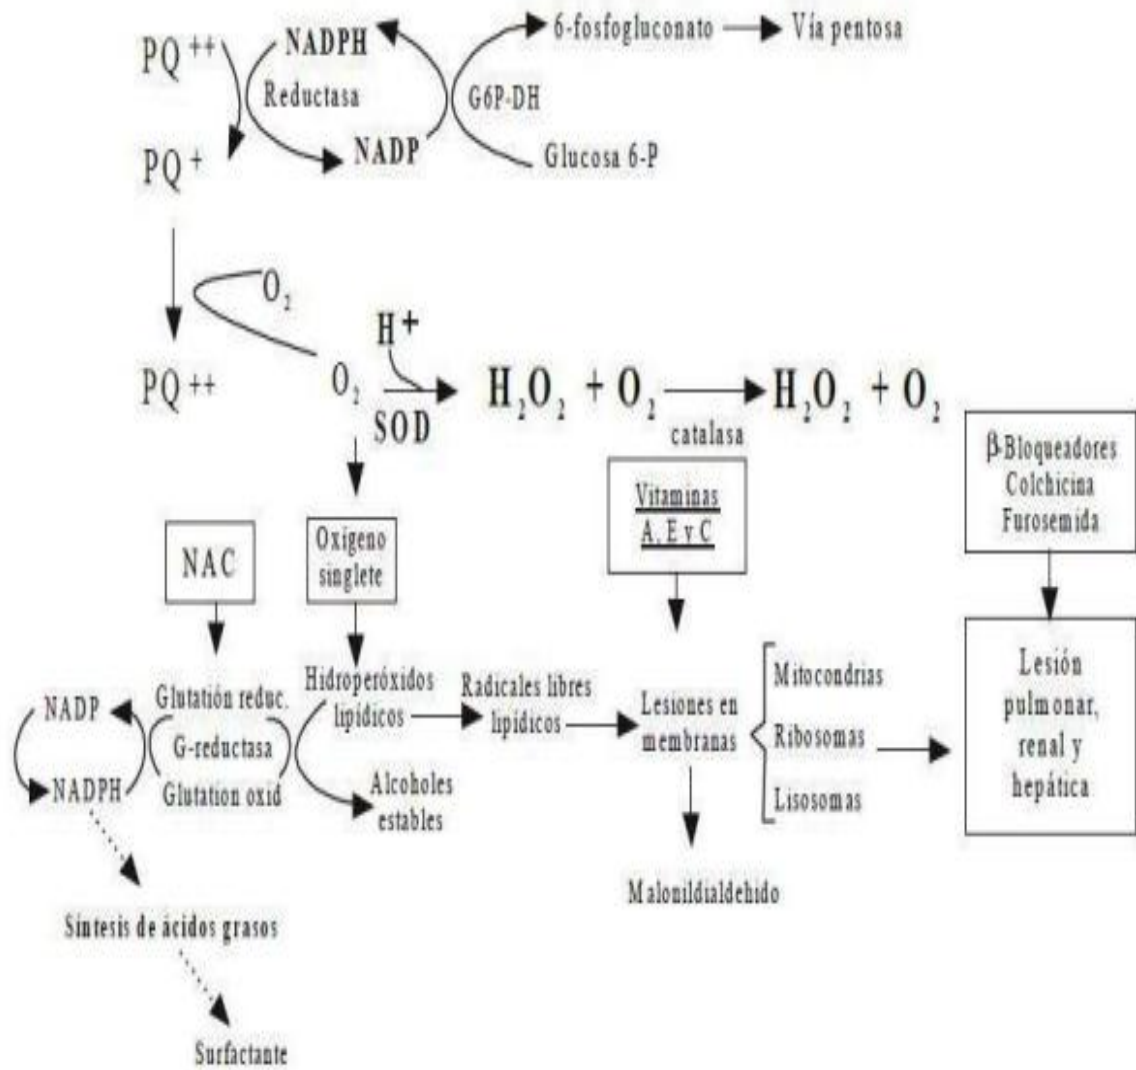 PQ ++
NADPH
6-fosfogluconato
Vía pentosa
Reductasa
G6P-DH
PQ +
NADP
Glucosa 6-P
O₂
H+
PQ ++
O₂
SOD
H₂O₂ + O₂
catalasa
H₂O₂ + O₂
β-Bloqueadores
Colchicina
Furosemida
Vitaminas
A, E y C
NAC
Oxígeno
singlete
NADP
NADPH
Glutatión reduc.
G-reductasa
Glutation oxid
Hidroperóxidos
lipídicos
Alcoholes
estables
Radicales libres
lipídicos
Lesiones en
membranas
Mitocondrias
Ribosomas
Lisosomas
Lesión
pulmonar,
renal y
hepática
Malonildialdehido
Síntesis de ácidos grasos
Surfactante